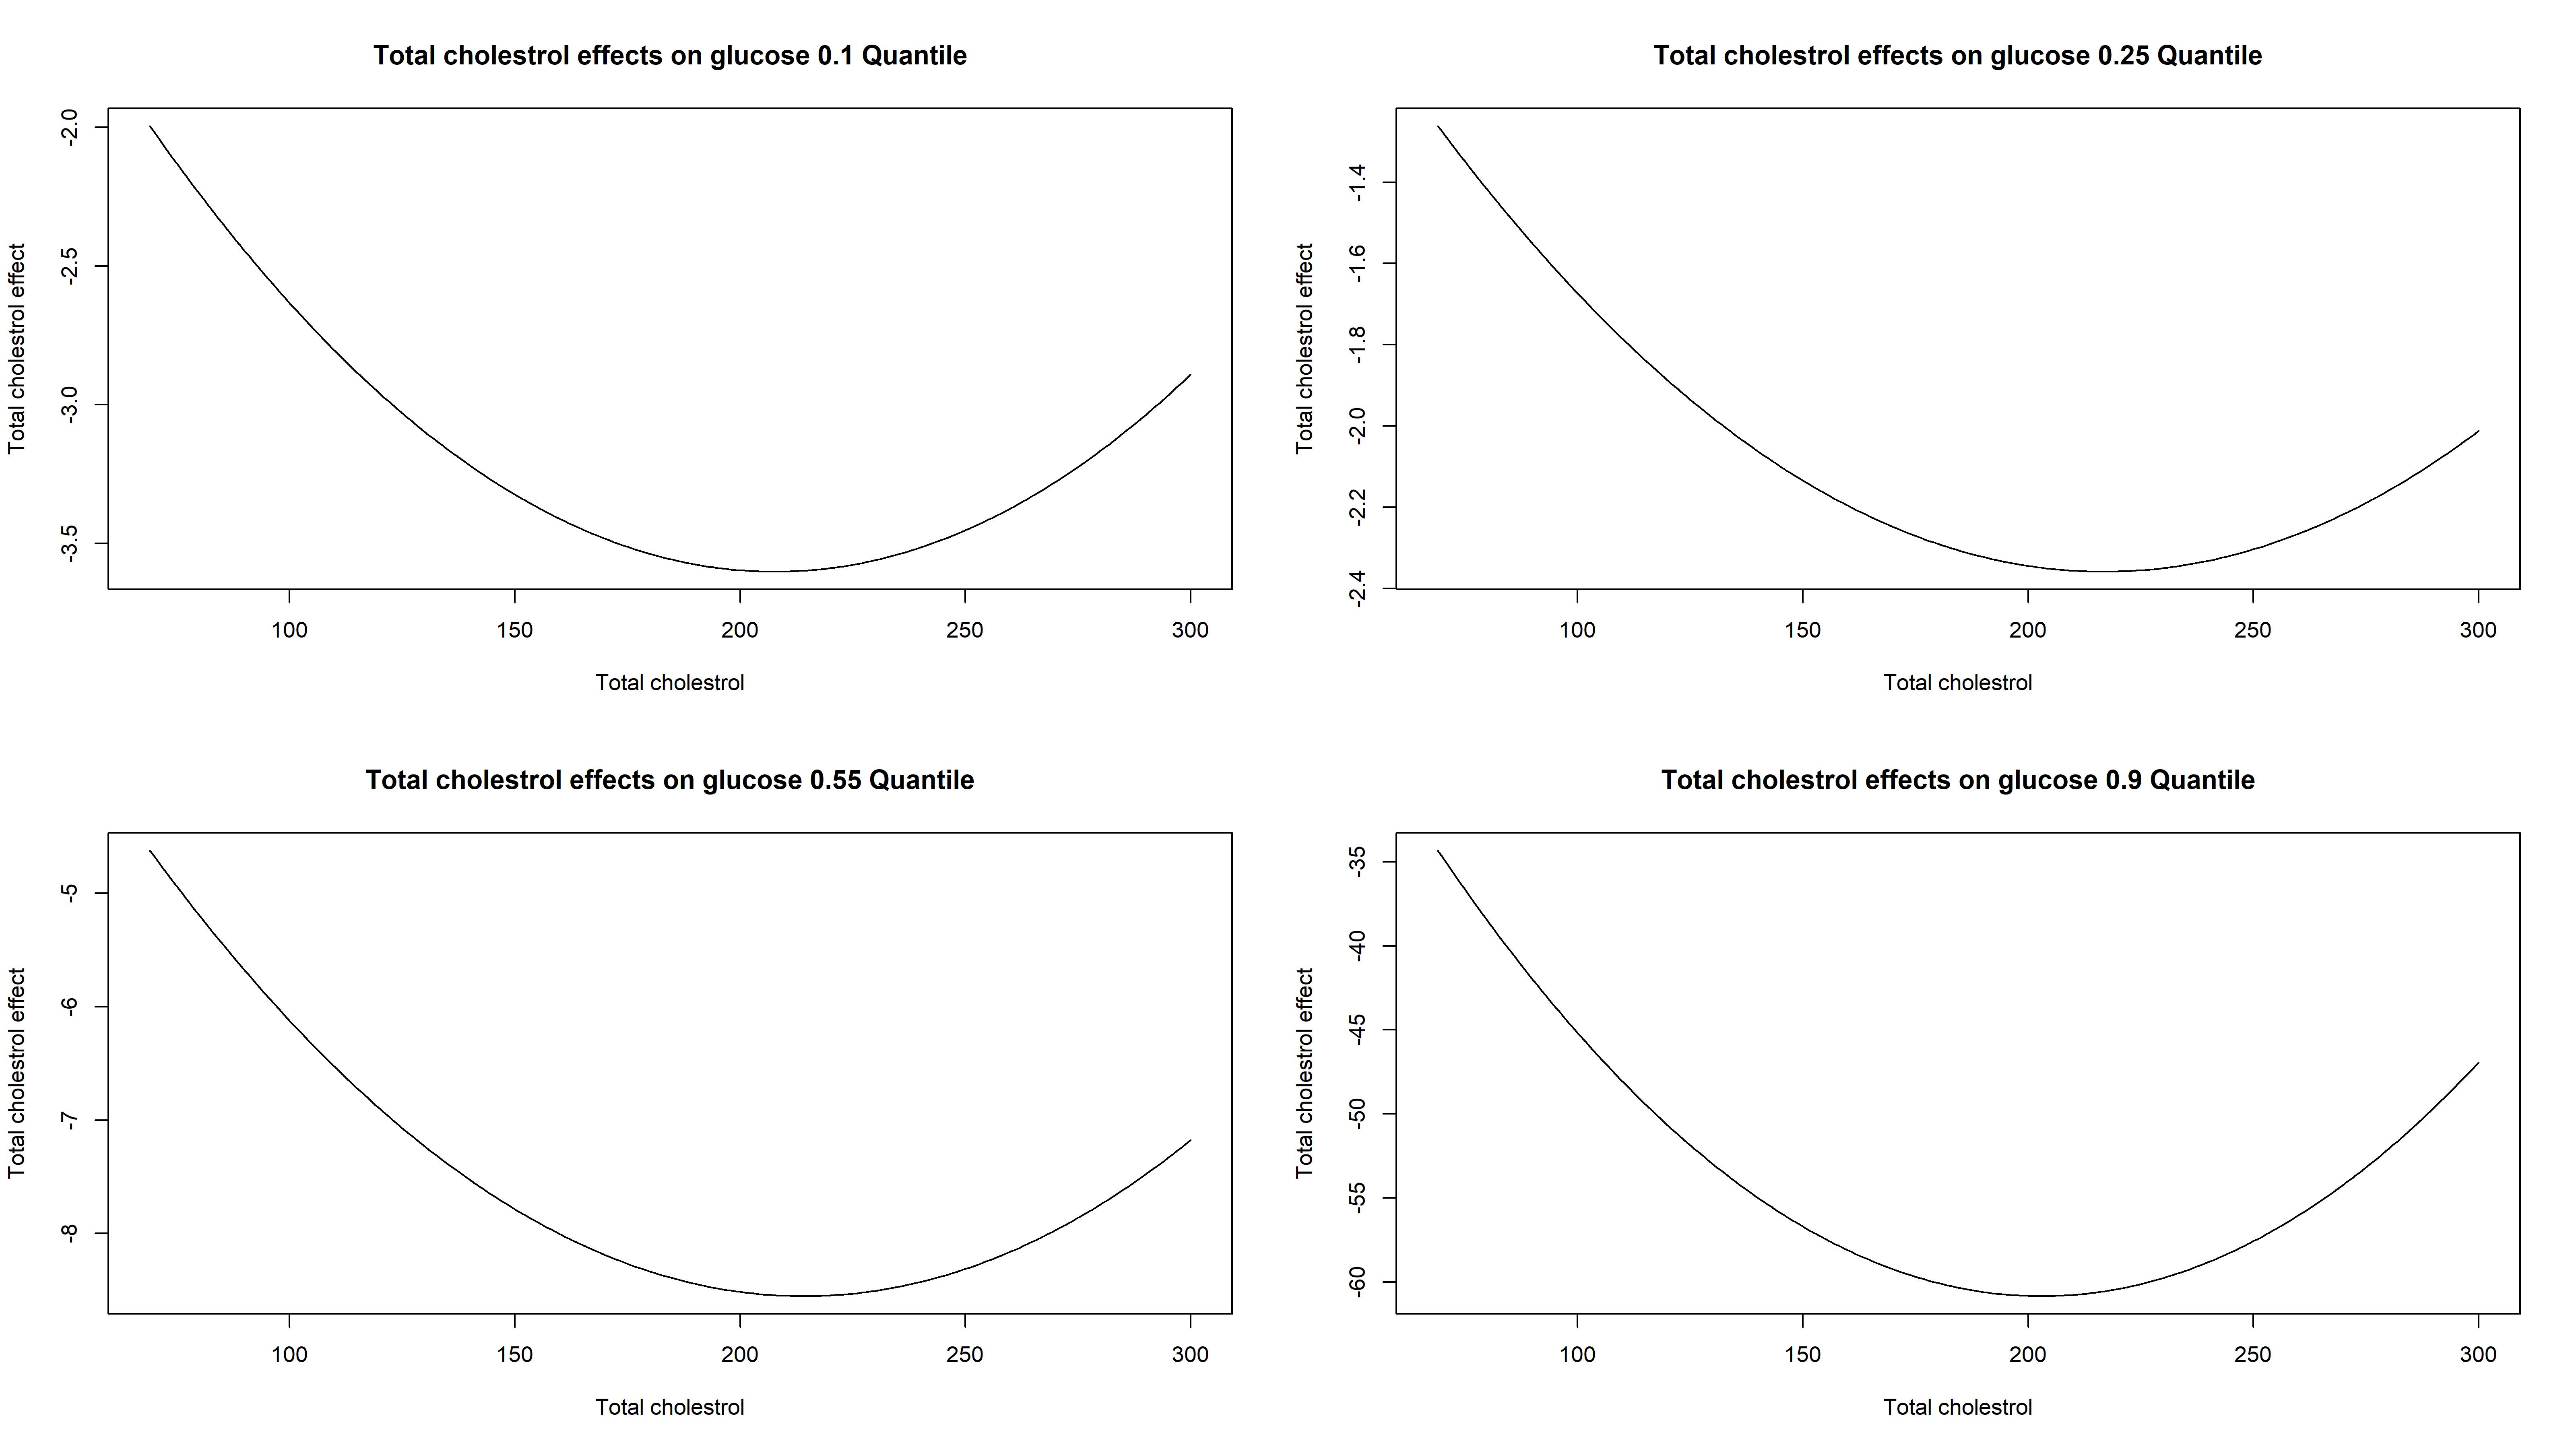 Total cholestrol effects on glucose 0.1 Quantile
Total cholestrol effect
-2.0
-2.5
-3.0
-3.5
100 150 200 250 300
Total cholestrol
Total cholestrol effects on glucose 0.25 Quantile
Total cholestrol effect
-1.4
-1.6
-1.8
-2.0
-2.2
-2.4
100 150 200 250 300
Total cholestrol
Total cholestrol effects on glucose 0.55 Quantile
Total cholestrol effect
-5
-6
-7
-8
100 150 200 250 300
Total cholestrol
Total cholestrol effects on glucose 0.9 Quantile
Total cholestrol effect
-35
-40
-45
-50
-55
-60
100 150 200 250 300
Total cholestrol